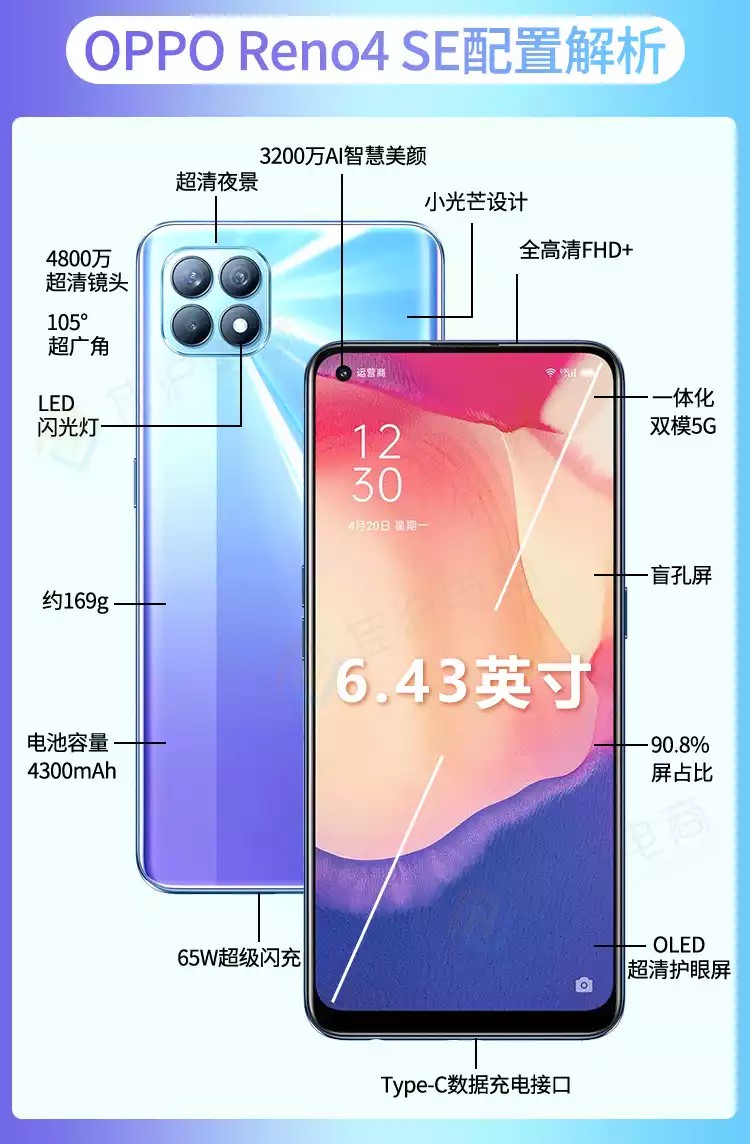 OPPO Reno4 SE配置解析
3200万AI智慧美颜
超清夜景
小光芒设计
全高清FHD+
4800万
超清镜头
105°
超广角
LED
闪光灯
运营商
一体化
双模5G
12
30
4月20日 星期一
盲孔屏
约169g
6.43英寸
电池容量
4300mAh
90.8%
屏占比
65W超级闪充
OLED
超清护眼屏
Type-C数据充电接口